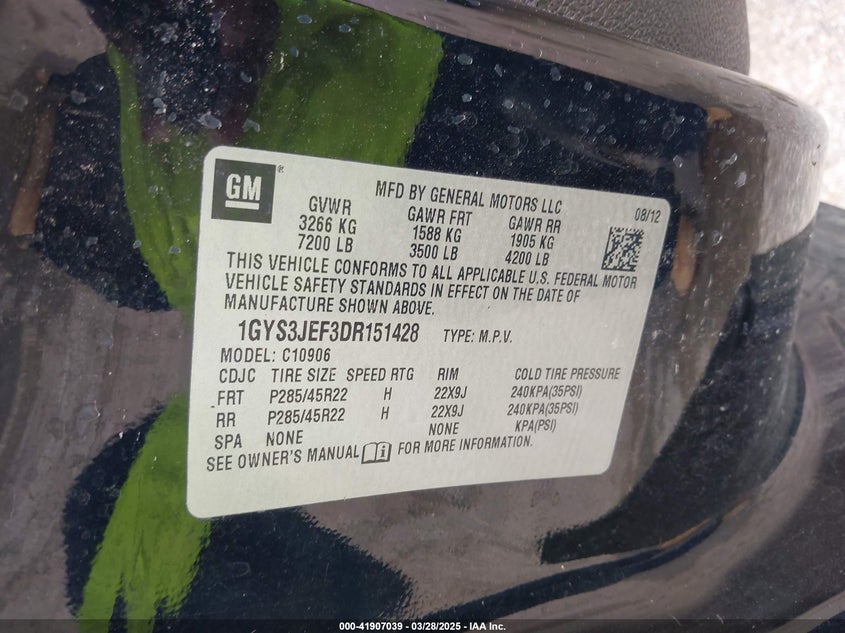 GM ®
MFD BY GENERAL MOTORS LLC
08/12
GVWR GAWR FRT GAWR RR
3266 KG 1588 KG 1905 KG
7200 LB 3500 LB 4200 LB
THIS VEHICLE CONFORMS TO ALL APPLICABLE U.S. FEDERAL MOTOR
VEHICLE SAFETY STANDARDS IN EFFECT ON THE DATE OF
MANUFACTURE SHOWN ABOVE.
1GYS3JEF3DR151428 TYPE: M.P.V.
MODEL: C10906
CDJC TIRE SIZE SPEED RTG RIM COLD TIRE PRESSURE
FRT P285/45R22 H 22X9J 240KPA(35PSI)
RR P285/45R22 H 22X9J 240KPA(35PSI)
SPA NONE NONE KPA(PSI)
SEE OWNER'S MANUAL FOR MORE INFORMATION.
000-41907039 - 03/28/2025 - IAA Inc.